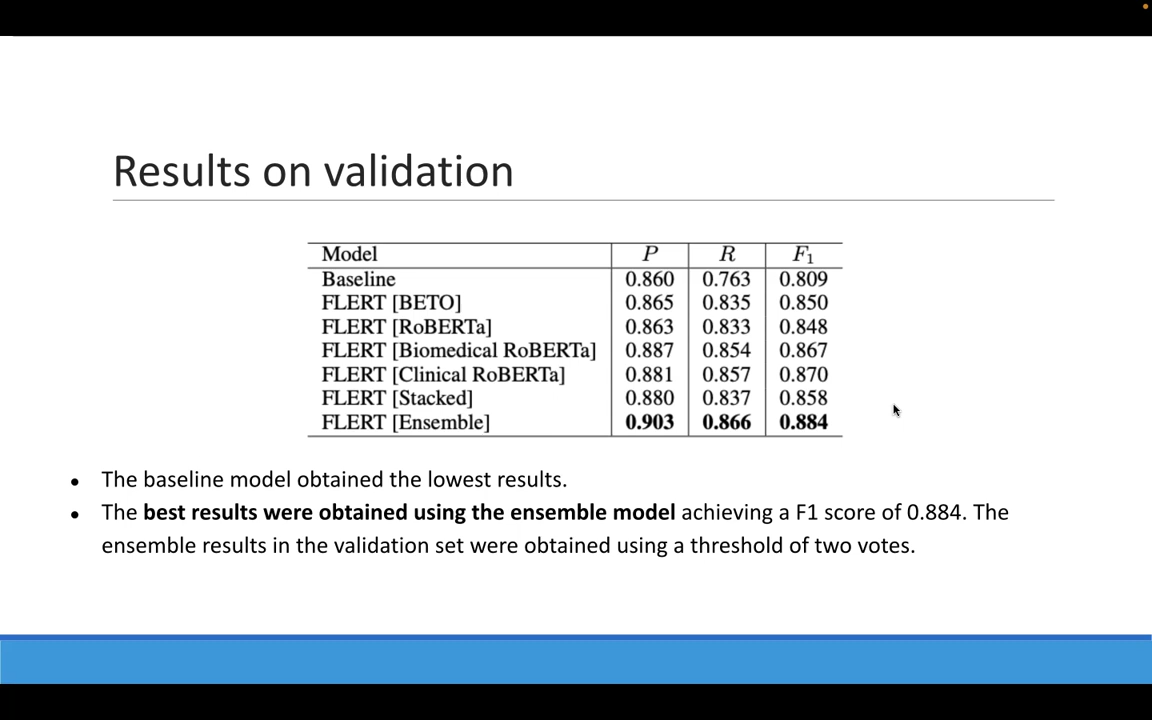 Results on validation
Model P R F1
Baseline 0.860 0.763 0.809
FLERT [BETO] 0.865 0.835 0.850
FLERT [RoBERTa] 0.863 0.833 0.848
FLERT [Biomedical RoBERTa] 0.887 0.854 0.867
FLERT [Clinical RoBERTa] 0.881 0.857 0.870
FLERT [Stacked] 0.880 0.837 0.858
FLERT [Ensemble] 0.903 0.866 0.884
• The baseline model obtained the lowest results.
• The best results were obtained using the ensemble model achieving a F1 score of 0.884. The
ensemble results in the validation set were obtained using a threshold of two votes.